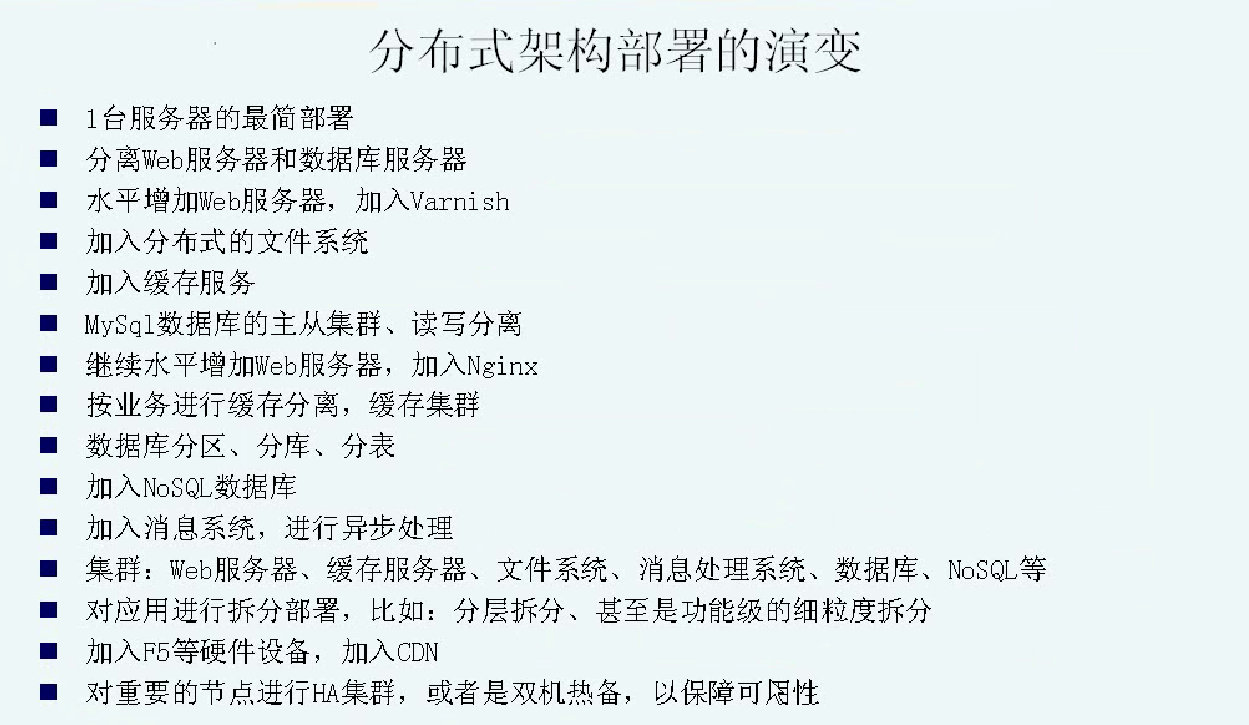 分布式架构部署的演变
1台服务器的最简部署
分离Web服务器和数据库服务器
水平增加Web服务器，加入Varnish
加入分布式的文件系统
加入缓存服务
MySql数据库的主从集群、读写分离
继续水平增加Web服务器，加入Nginx
按业务进行缓存分离，缓存集群
数据库分区、分库、分表
加入NoSQL数据库
加入消息系统，进行异步处理
集群：Web服务器、缓存服务器、文件系统、消息处理系统、数据库、NoSQL等
对应用进行拆分部署，比如：分层拆分、甚至是功能级的细粒度拆分
加入F5等硬件设备，加入CDN
对重要的节点进行HA集群，或者是双机热备，以保障可用性